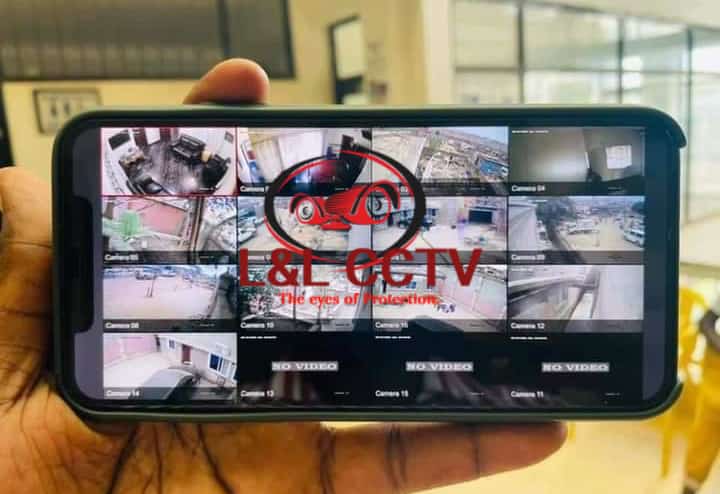 Camera 04
L&L CCTV
The eyes of Protection.
Camera 05
Camera 09
Camera 08
Camera 10
Camera 16
Camera 12
NO VIDEO
NO VIDEO
NO VIDEO
Camera 14
Camera 13
Camera 15
Camera 11